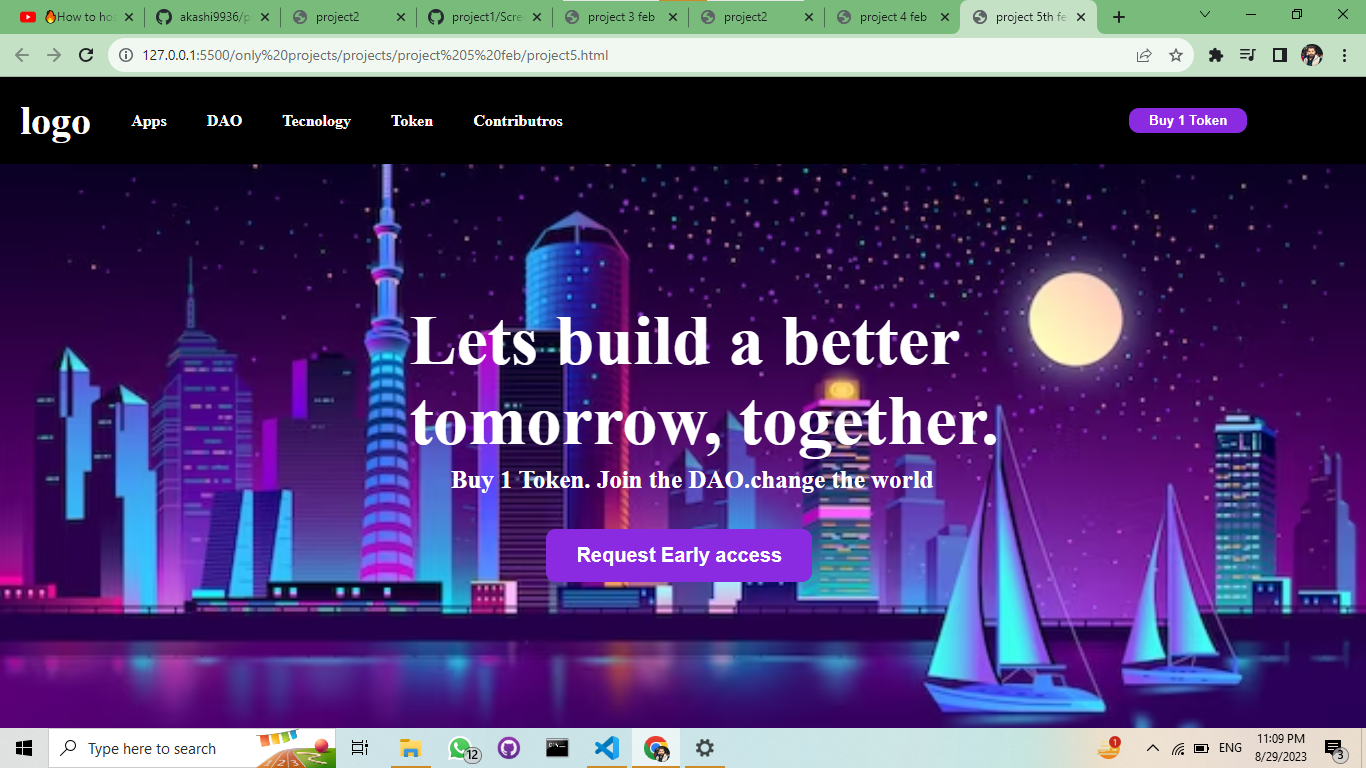 🔥How to hos
akashi9936/p
project2
project1/Scre
project 3 feb
project2
project 4 feb
project 5th fe
127.0.0.1:5500/only%20projects/projects/project%205%20feb/project5.html
logo
Apps
DAO
Tecnology
Token
Contributros
Buy 1 Token
Lets build a better
tomorrow, together.
Buy 1 Token. Join the DAO.change the world
Request Early access
Type here to search
12
1
ENG
11:09 PM
8/29/2023
3